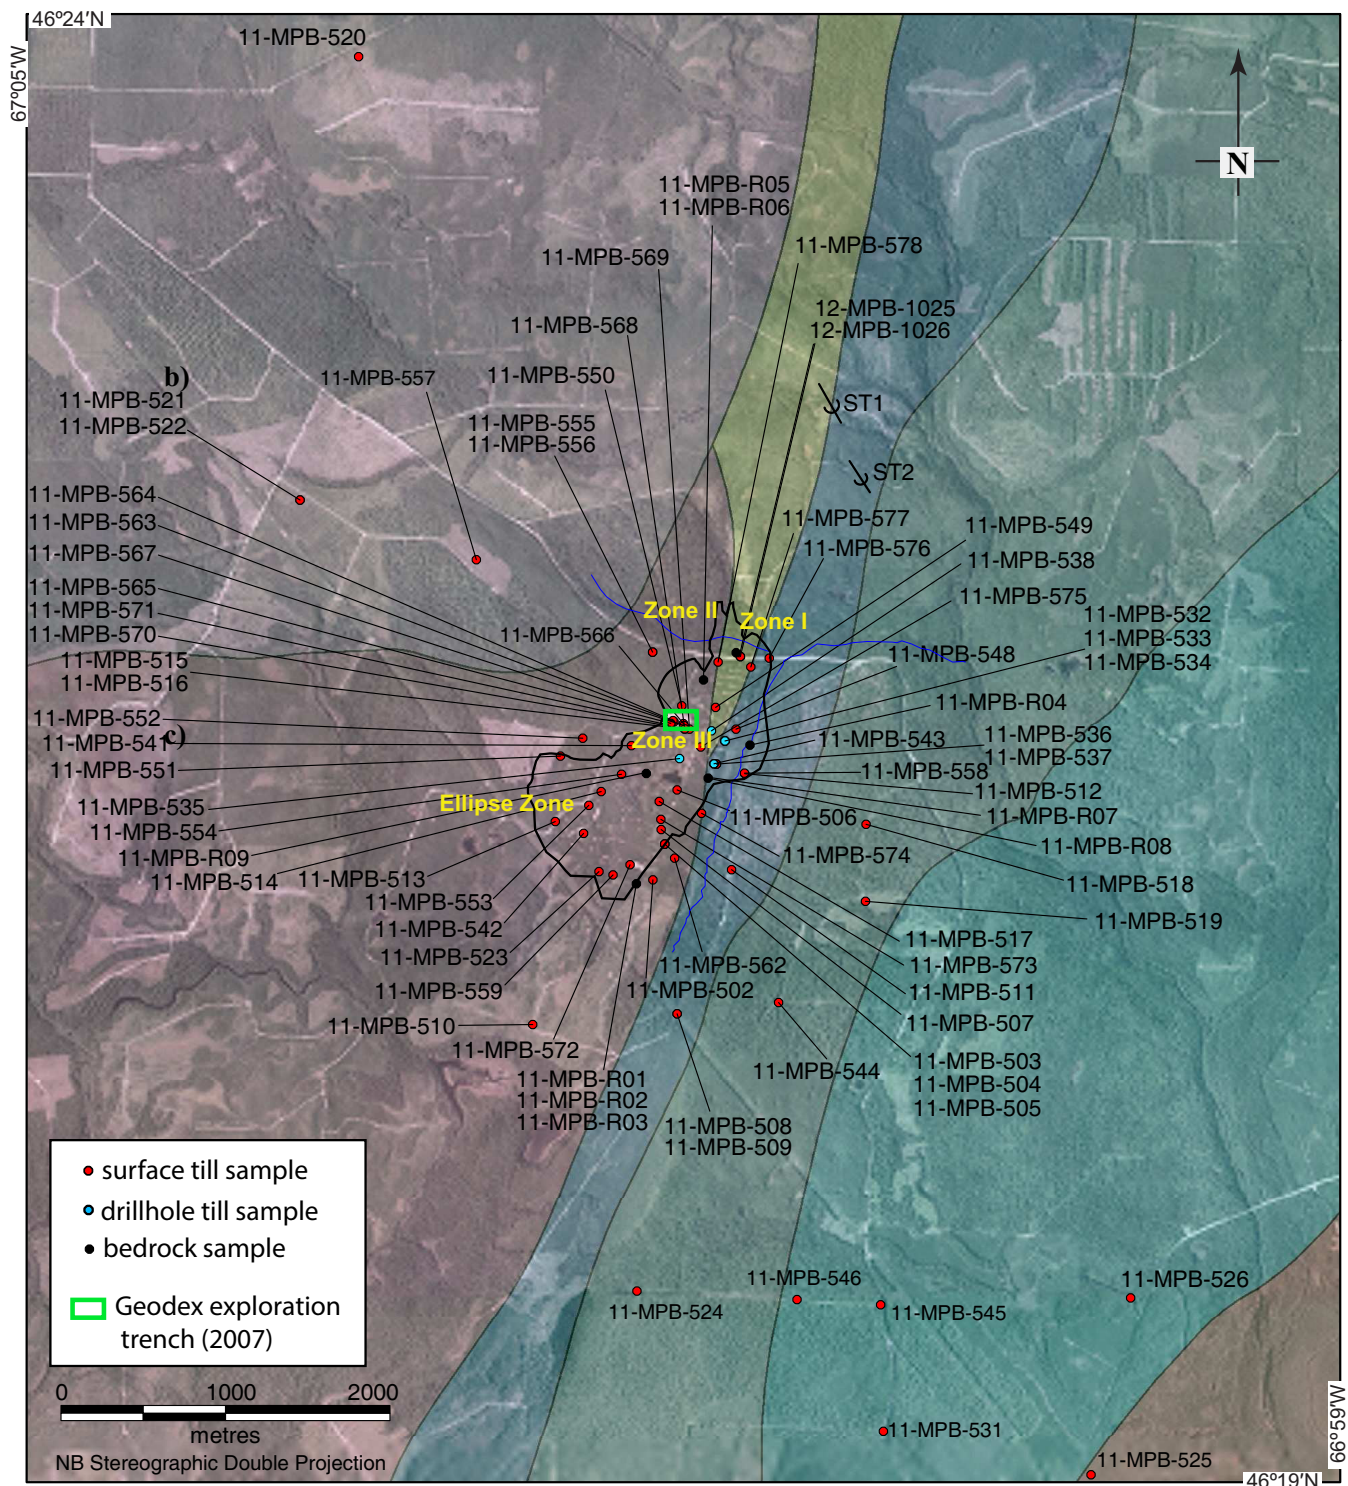 46°24′N
67°05′W
11-MPB-520
N
11-MPB-R05
11-MPB-R06
11-MPB-578
11-MPB-569
12-MPB-1025
12-MPB-1026
11-MPB-568
b)
11-MPB-557
11-MPB-550
11-MPB-521
11-MPB-522
ST1
11-MPB-555
11-MPB-556
ST2
11-MPB-564
11-MPB-563
11-MPB-567
11-MPB-565
11-MPB-571
11-MPB-570
11-MPB-515
11-MPB-516
11-MPB-577
11-MPB-576
11-MPB-549
11-MPB-538
11-MPB-575
11-MPB-532
11-MPB-533
11-MPB-534
Zone II
Zone I
11-MPB-566
11-MPB-548
11-MPB-R04
11-MPB-552
11-MPB-541
c)
11-MPB-551
Zone III
11-MPB-543
11-MPB-536
11-MPB-537
11-MPB-558
11-MPB-512
11-MPB-535
11-MPB-554
11-MPB-R09
11-MPB-514
Ellipse Zone
11-MPB-506
11-MPB-R07
11-MPB-R08
11-MPB-574
11-MPB-513
11-MPB-518
11-MPB-553
11-MPB-519
11-MPB-542
11-MPB-523
11-MPB-517
11-MPB-573
11-MPB-562
11-MPB-559
11-MPB-502
11-MPB-511
11-MPB-507
11-MPB-510
11-MPB-572
11-MPB-544
11-MPB-503
11-MPB-504
11-MPB-505
11-MPB-R01
11-MPB-R02
11-MPB-R03
11-MPB-508
11-MPB-509
surface till sample
drillhole till sample
bedrock sample
Geodex exploration
trench (2007)
11-MPB-546
11-MPB-526
11-MPB-524
11-MPB-545
0 1000 2000
metres
NB Stereographic Double Projection
11-MPB-531
11-MPB-525
66°59′W
46°19′N